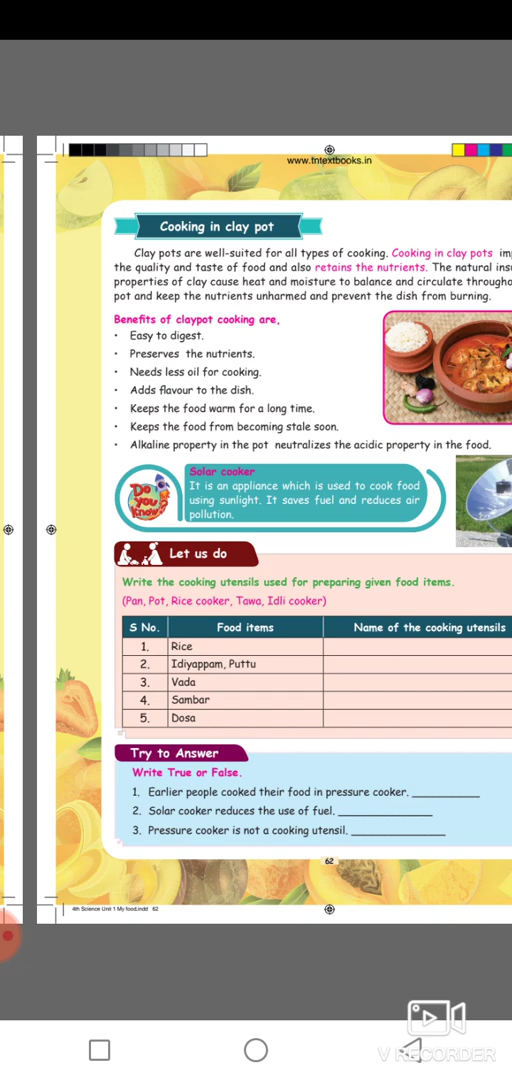 www.tntextbooks.in
Cooking in clay pot
Clay pots are well-suited for all types of cooking. Cooking in clay pots
the quality and taste of food and also retains the nutrients. The natural
properties of clay cause heat and moisture to balance and circulate
pot and keep the nutrients unharmed and prevent the dish from burning.
Benefits of claypot cooking are,
• Easy to digest.
• Preserves the nutrients.
• Needs less oil for cooking.
• Adds flavour to the dish.
• Keeps the food warm for a long time.
• Keeps the food from becoming stale soon.
• Alkaline property in the pot neutralizes the acidic property in the food.
Do you Know?
Solar cooker
It is an appliance which is used to cook food
using sunlight. It saves fuel and reduces air
pollution.
Let us do
Write the cooking utensils used for preparing given food items.
(Pan, Pot, Rice cooker, Tawa, Idli cooker)
S No. Food items Name of the cooking utensils
1. Rice
2. Idiyappam, Puttu
3. Vada
4. Sambar
5. Dosa
Try to Answer
Write True or False.
1. Earlier people cooked their food in pressure cooker. __________
2. Solar cooker reduces the use of fuel. ______________
3. Pressure cooker is not a cooking utensil. ______________
62
4th Science Unit 1 My food.indd 62
V RECORDER